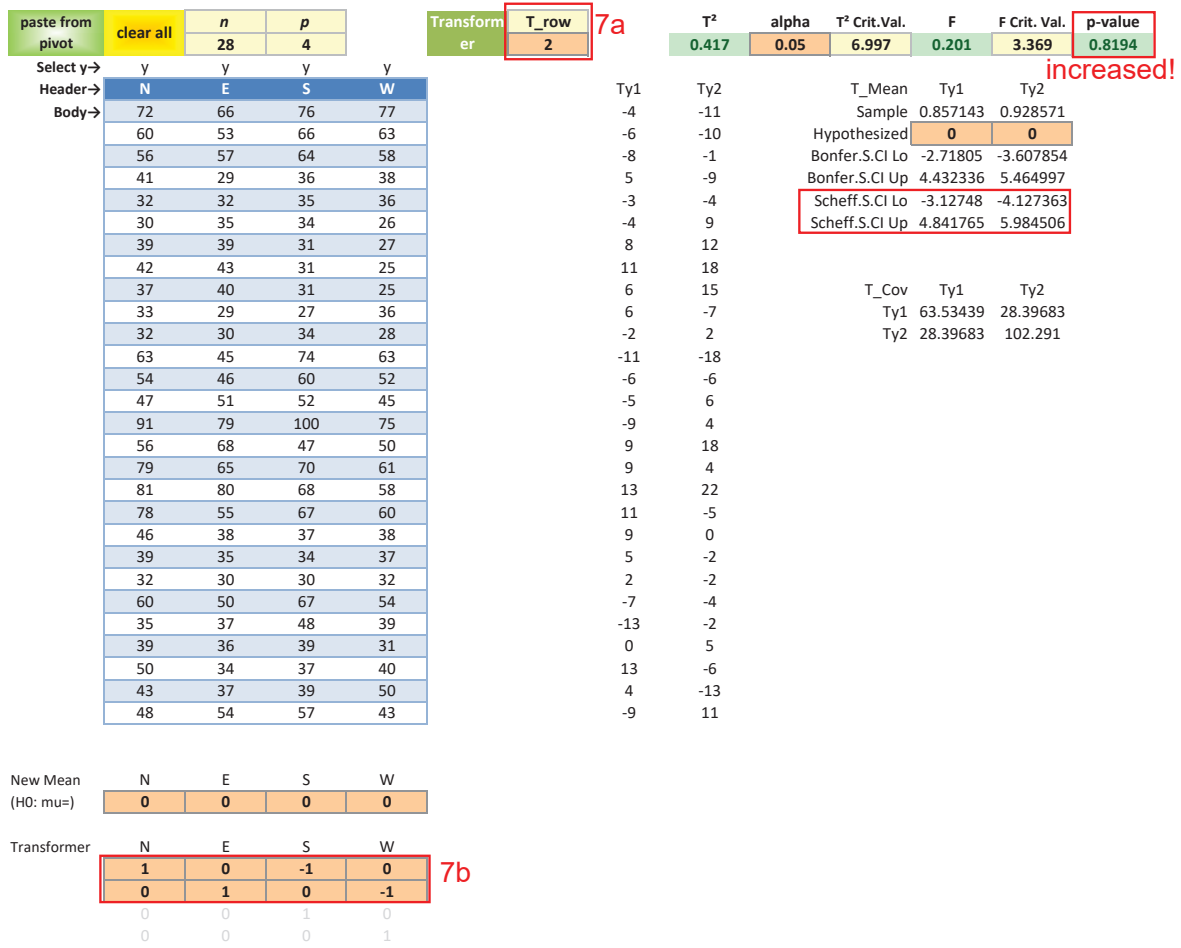 paste from pivot clear all n p Transformer T_row 7a T² alpha T² Crit.Val. F F Crit. Val. p-value
28 4 2 0.417 0.05 6.997 0.201 3.369 0.8194
increased!
Select y→ y y y y
Header→ N E S W Ty1 Ty2 T_Mean Ty1 Ty2
Body→ 72 66 76 77 -4 -11 Sample 0.857143 0.928571
60 53 66 63 -6 -10 Hypothesized 0 0
56 57 64 58 -8 -1 Bonfer.S.CI Lo -2.71805 -3.607854
41 29 36 38 5 -9 Bonfer.S.CI Up 4.432336 5.464997
32 32 35 36 -3 -4 Scheff.S.CI Lo -3.12748 -4.127363
30 35 34 26 -4 9 Scheff.S.CI Up 4.841765 5.984506
39 39 31 27 8 12
42 43 31 25 11 18
37 40 31 25 6 15 T_Cov Ty1 Ty2
33 29 27 36 6 -7 Ty1 63.53439 28.39683
32 30 34 28 -2 2 Ty2 28.39683 102.291
63 45 74 63 -11 -18
54 46 60 52 -6 -6
47 51 52 45 -5 6
91 79 100 75 -9 4
56 68 47 50 9 18
79 65 70 61 9 4
81 80 68 58 13 22
78 55 67 60 11 -5
46 38 37 38 9 0
39 35 34 37 5 -2
32 30 30 32 2 -2
60 50 67 54 -7 -4
35 37 48 39 -13 -2
39 36 39 31 0 5
50 34 37 40 13 -6
43 37 39 50 4 -13
48 54 57 43 -9 11
New Mean N E S W
(H0: mu=) 0 0 0 0
Transformer N E S W
1 0 -1 0 7b
0 1 0 -1
0 0 1 0
0 0 0 1